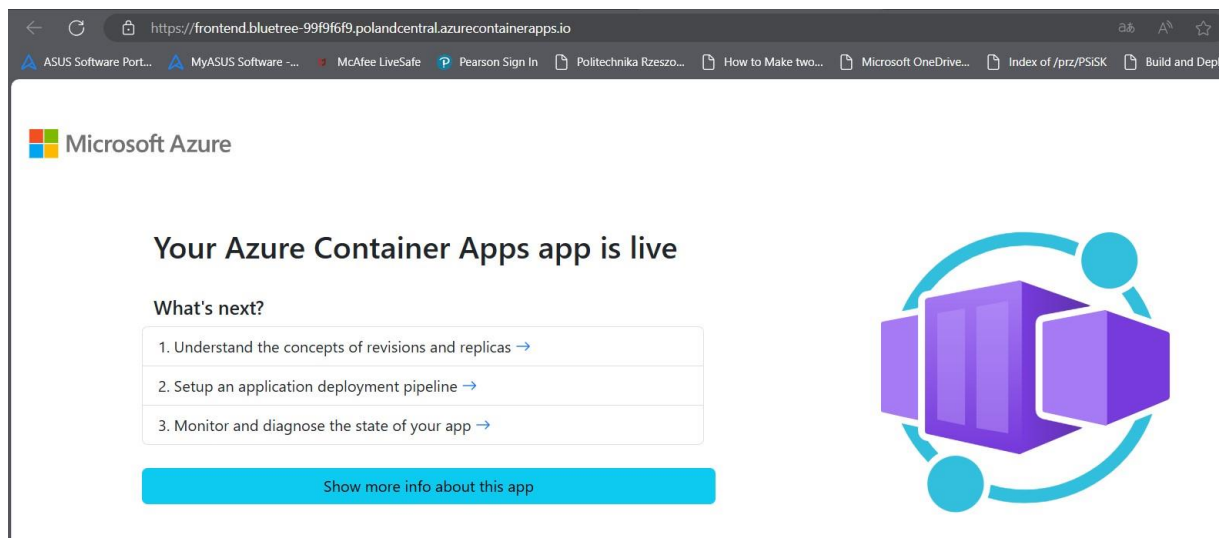 https://frontend.bluetree-99f9f6f9.polandcentral.azurecontainerapps.io
ASUS Software Port... MyASUS Software -... McAfee LiveSafe Pearson Sign In Politechnika Rzeszo... How to Make two... Microsoft OneDrive... Index of /prz/PSiSK Build and Depl
Microsoft Azure
Your Azure Container Apps app is live
What's next?
1. Understand the concepts of revisions and replicas →
2. Setup an application deployment pipeline →
3. Monitor and diagnose the state of your app →
Show more info about this app